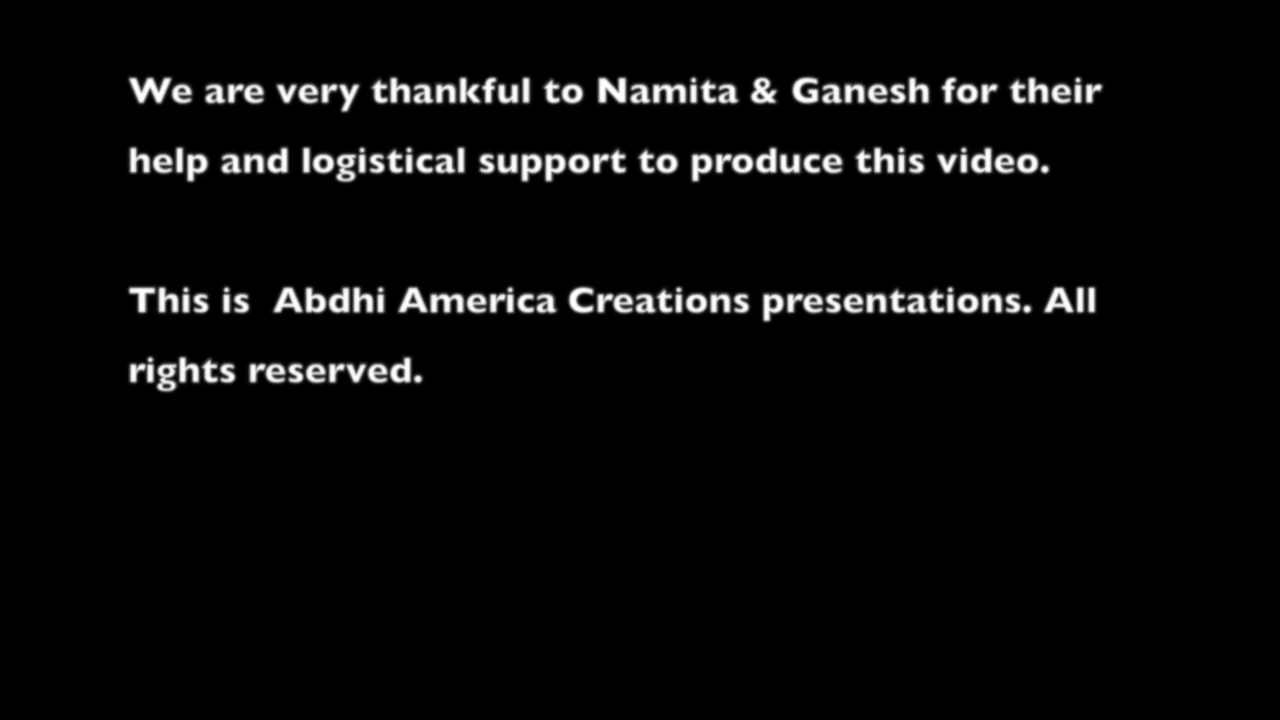 We are very thankful to Namita & Ganesh for their
help and logistical support to produce this video.
This is  Abdhi America Creations presentations. All
rights reserved.